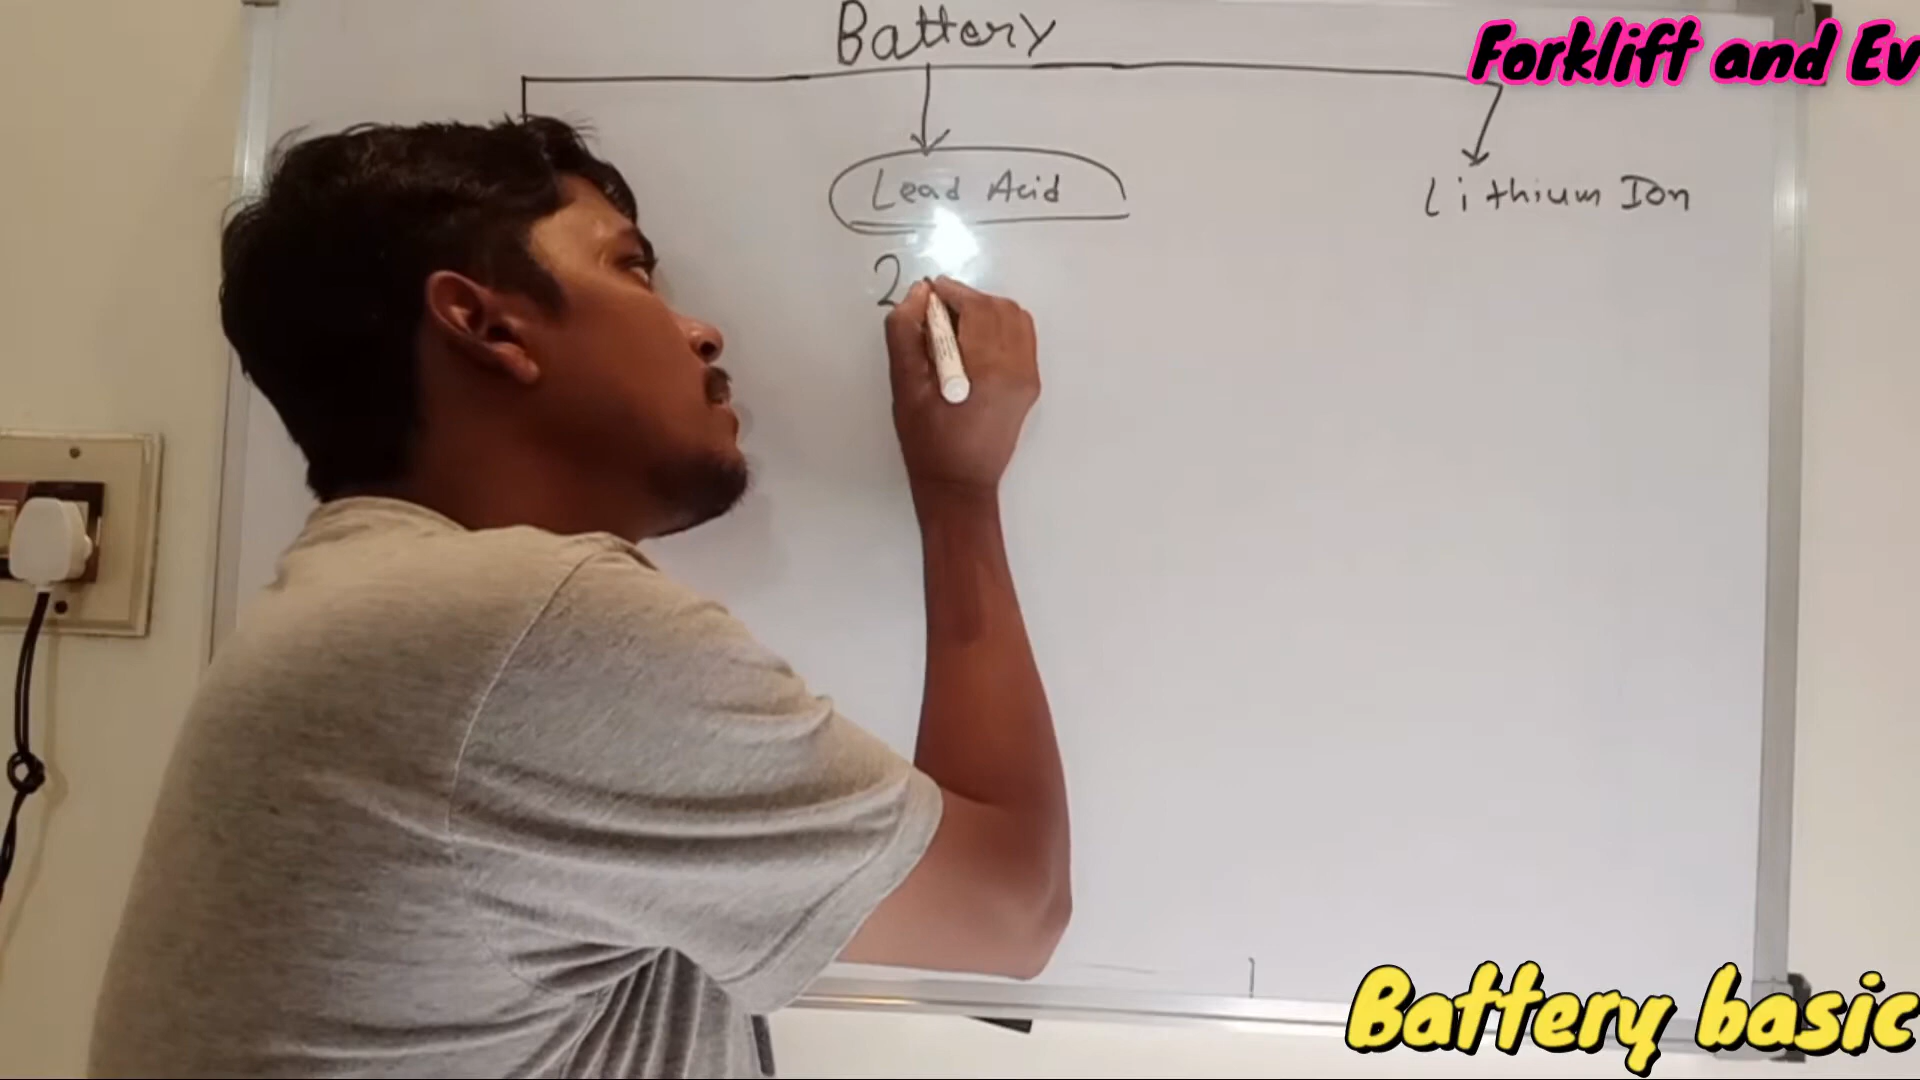 Battery
Forklift and Ev
Lead Acid
Lithium Ion
2
Battery basic